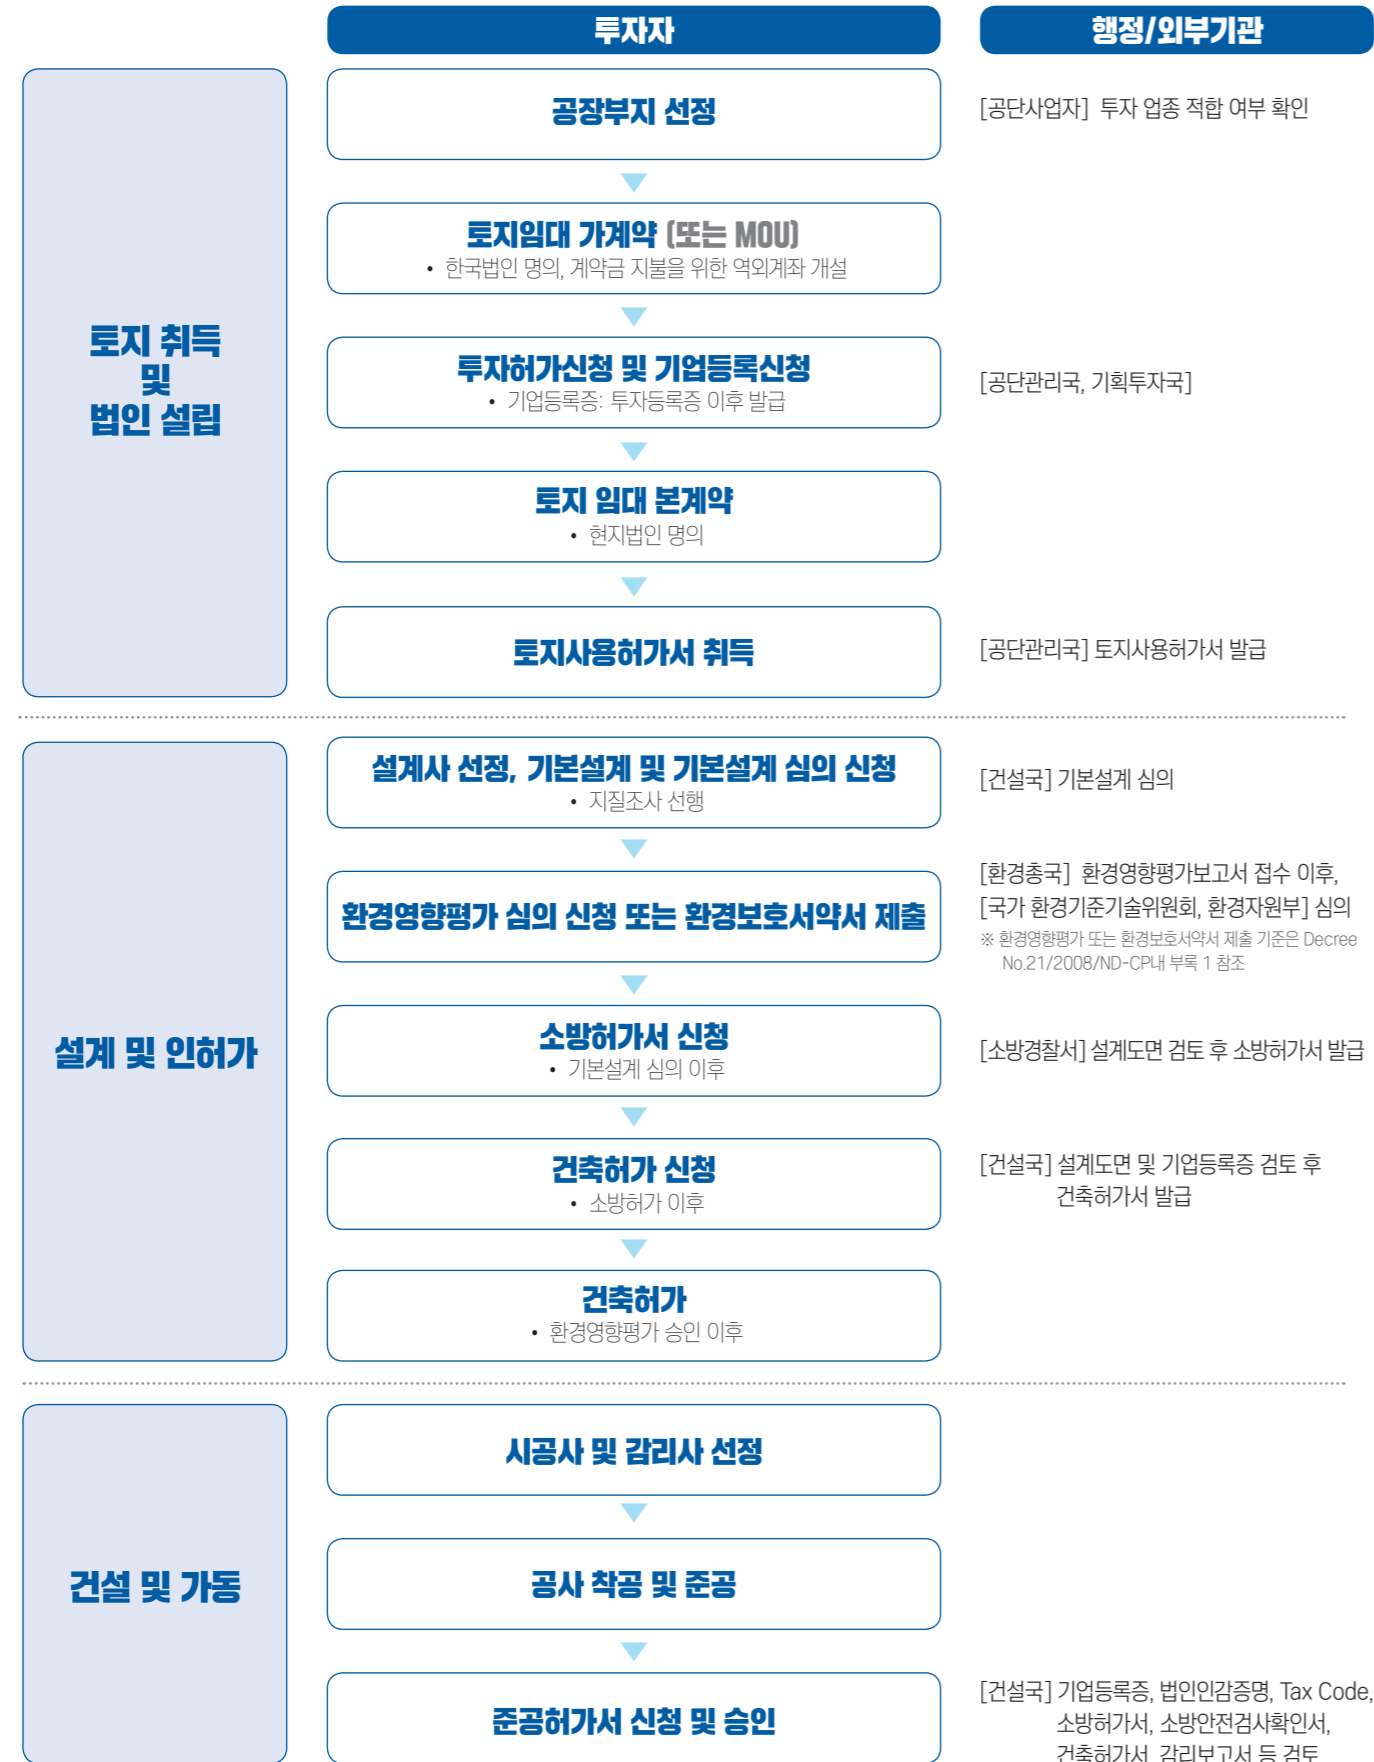 투자자
행정/외부기관
토지 취득
및
법인 설립
공장부지 선정
[공단사업자] 투자 업종 적합 여부 확인
토지임대 가계약 (또는 MOU)
• 한국법인 명의, 계약금 지불을 위한 역외계좌 개설
투자허가신청 및 기업등록신청
• 기업등록증: 투자등록증 이후 발급
[공단관리국, 기획투자국]
토지 임대 본계약
• 현지법인 명의
토지사용허가서 취득
[공단관리국] 토지사용허가서 발급
설계 및 인허가
설계사 선정, 기본설계 및 기본설계 심의 신청
• 지질조사 선행
[건설국] 기본설계 심의
환경영향평가 심의 신청 또는 환경보호서약서 제출
[환경총국] 환경영향평가보고서 접수 이후,
[국가 환경기준기술위원회, 환경자원부] 심의
※ 환경영향평가 또는 환경보호서약서 제출 기준은 Decree
No.21/2008/ND-CP내 부록 1 참조
소방허가서 신청
• 기본설계 심의 이후
[소방경찰서] 설계도면 검토 후 소방허가서 발급
건축허가 신청
• 소방허가 이후
[건설국] 설계도면 및 기업등록증 검토 후
건축허가서 발급
건축허가
• 환경영향평가 승인 이후
건설 및 가동
시공사 및 감리사 선정
공사 착공 및 준공
준공허가서 신청 및 승인
[건설국] 기업등록증, 법인인감증명, Tax Code,
소방허가서, 소방안전검사확인서,
건축허가서, 감리보고서 등 검토